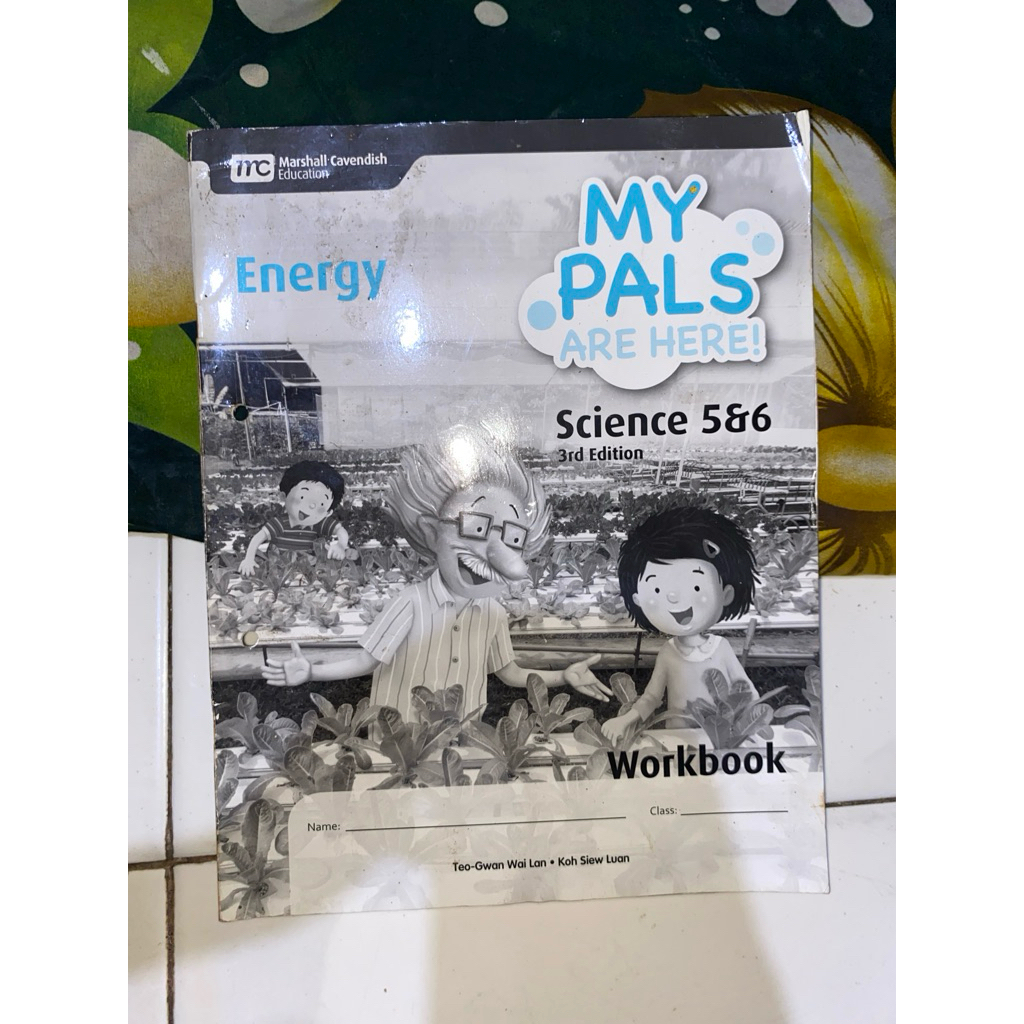 mc Marshall Cavendish
Education
Energy
MY
PALS
ARE HERE!
Science 5&6
3rd Edition
Workbook
Name:
Class:
Teo-Gwan Wai Lan • Koh Siew Luan